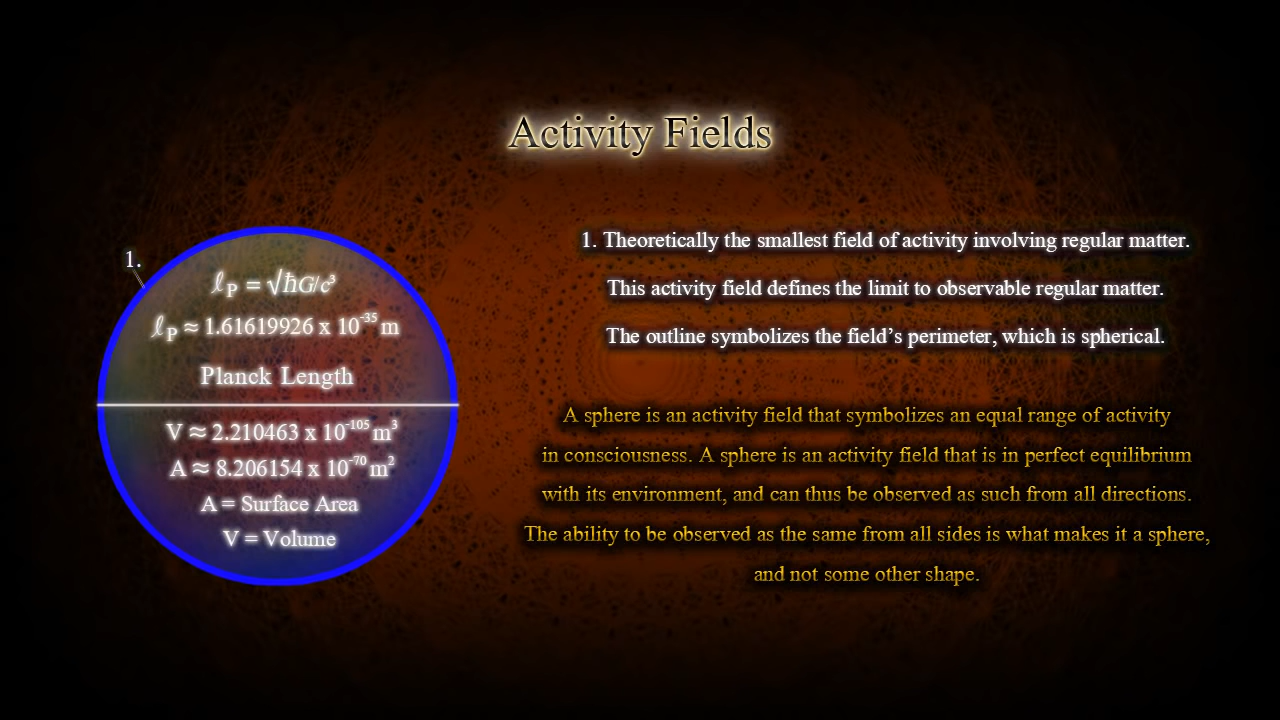 Activity Fields
1.
ℓP = √ħG/c³
ℓP ≈ 1.61619926 x 10⁻³⁵ m
Planck Length
V ≈ 2.210463 x 10⁻¹⁰⁵ m³
A ≈ 8.206154 x 10⁻⁷⁰ m²
A = Surface Area
V = Volume
1. Theoretically the smallest field of activity involving regular matter.
This activity field defines the limit to observable regular matter.
The outline symbolizes the field’s perimeter, which is spherical.
A sphere is an activity field that symbolizes an equal range of activity
in consciousness. A sphere is an activity field that is in perfect equilibrium
with its environment, and can thus be observed as such from all directions.
The ability to be observed as the same from all sides is what makes it a sphere,
and not some other shape.